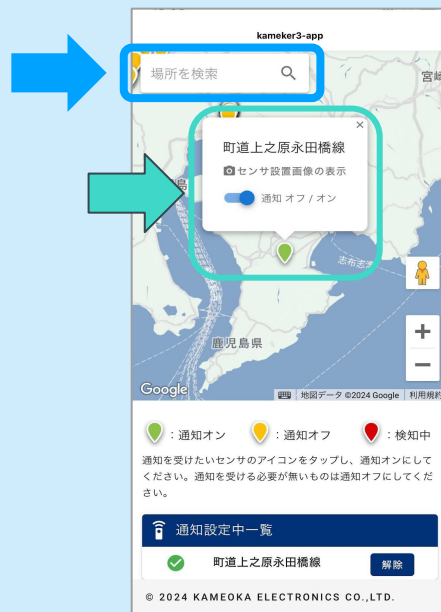 kameker3-app
場所を検索
宮崎
×
町道上之原永田橋線
センサ設置画像の表示
通知 オフ / オン
志布志
鹿児島県
+
−
Google
地図データ ©2024 Google
利用規約
：通知オン
：通知オフ
：検知中
通知を受けたいセンサのアイコンをタップし、通知オンにして
ください。通知を受ける必要が無いものは通知オフにしてくだ
さい。
通知設定中一覧
町道上之原永田橋線
解除
© 2024 KAMEOKA ELECTRONICS CO.,LTD.